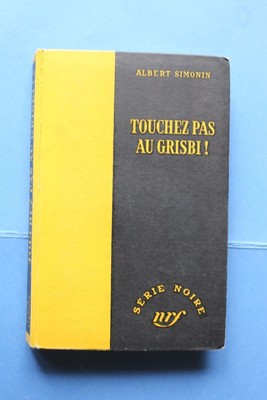 ALBERT SIMONIN
TOUCHEZ PAS
AU GRISBI !
SÉRIE NOIRE
nrf